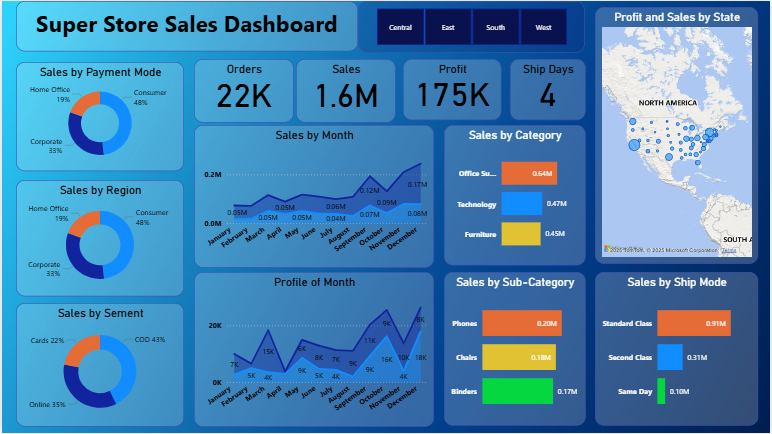 Super Store Sales Dashboard
Central
East
South
West
Profit and Sales by State
NORTH AMERICA
SOUTH A
© 2025 TomTom, © 2025 Microsoft Corporation, Terms
Sales by Payment Mode
Home Office
19%
Consumer
48%
Corporate
33%
Orders
22K
Sales
1.6M
Profit
175K
Ship Days
4
Sales by Month
0.2M
0.0M
0.05M
0.05M
0.05M
0.05M
0.06M
0.04M
0.12M
0.07M
0.09M
0.17M
0.08M
January
February
March
April
May
June
July
August
September
October
November
December
Sales by Category
Office Su...
0.64M
Technology
0.47M
Furniture
0.45M
Sales by Region
Home Office
19%
Consumer
48%
Corporate
33%
Sales by Sement
Cards 22%
COD 43%
Online 35%
Profile of Month
20K
0K
7K
5K
15K
4K
6K
9K
8K
5K
7K
4K
9K
11K
9K
16K
10K
4K
8K
18K
January
February
March
April
May
June
July
August
September
October
November
December
Sales by Sub-Category
Phones
0.20M
Chairs
0.18M
Binders
0.17M
Sales by Ship Mode
Standard Class
0.91M
Second Class
0.31M
Same Day
0.10M